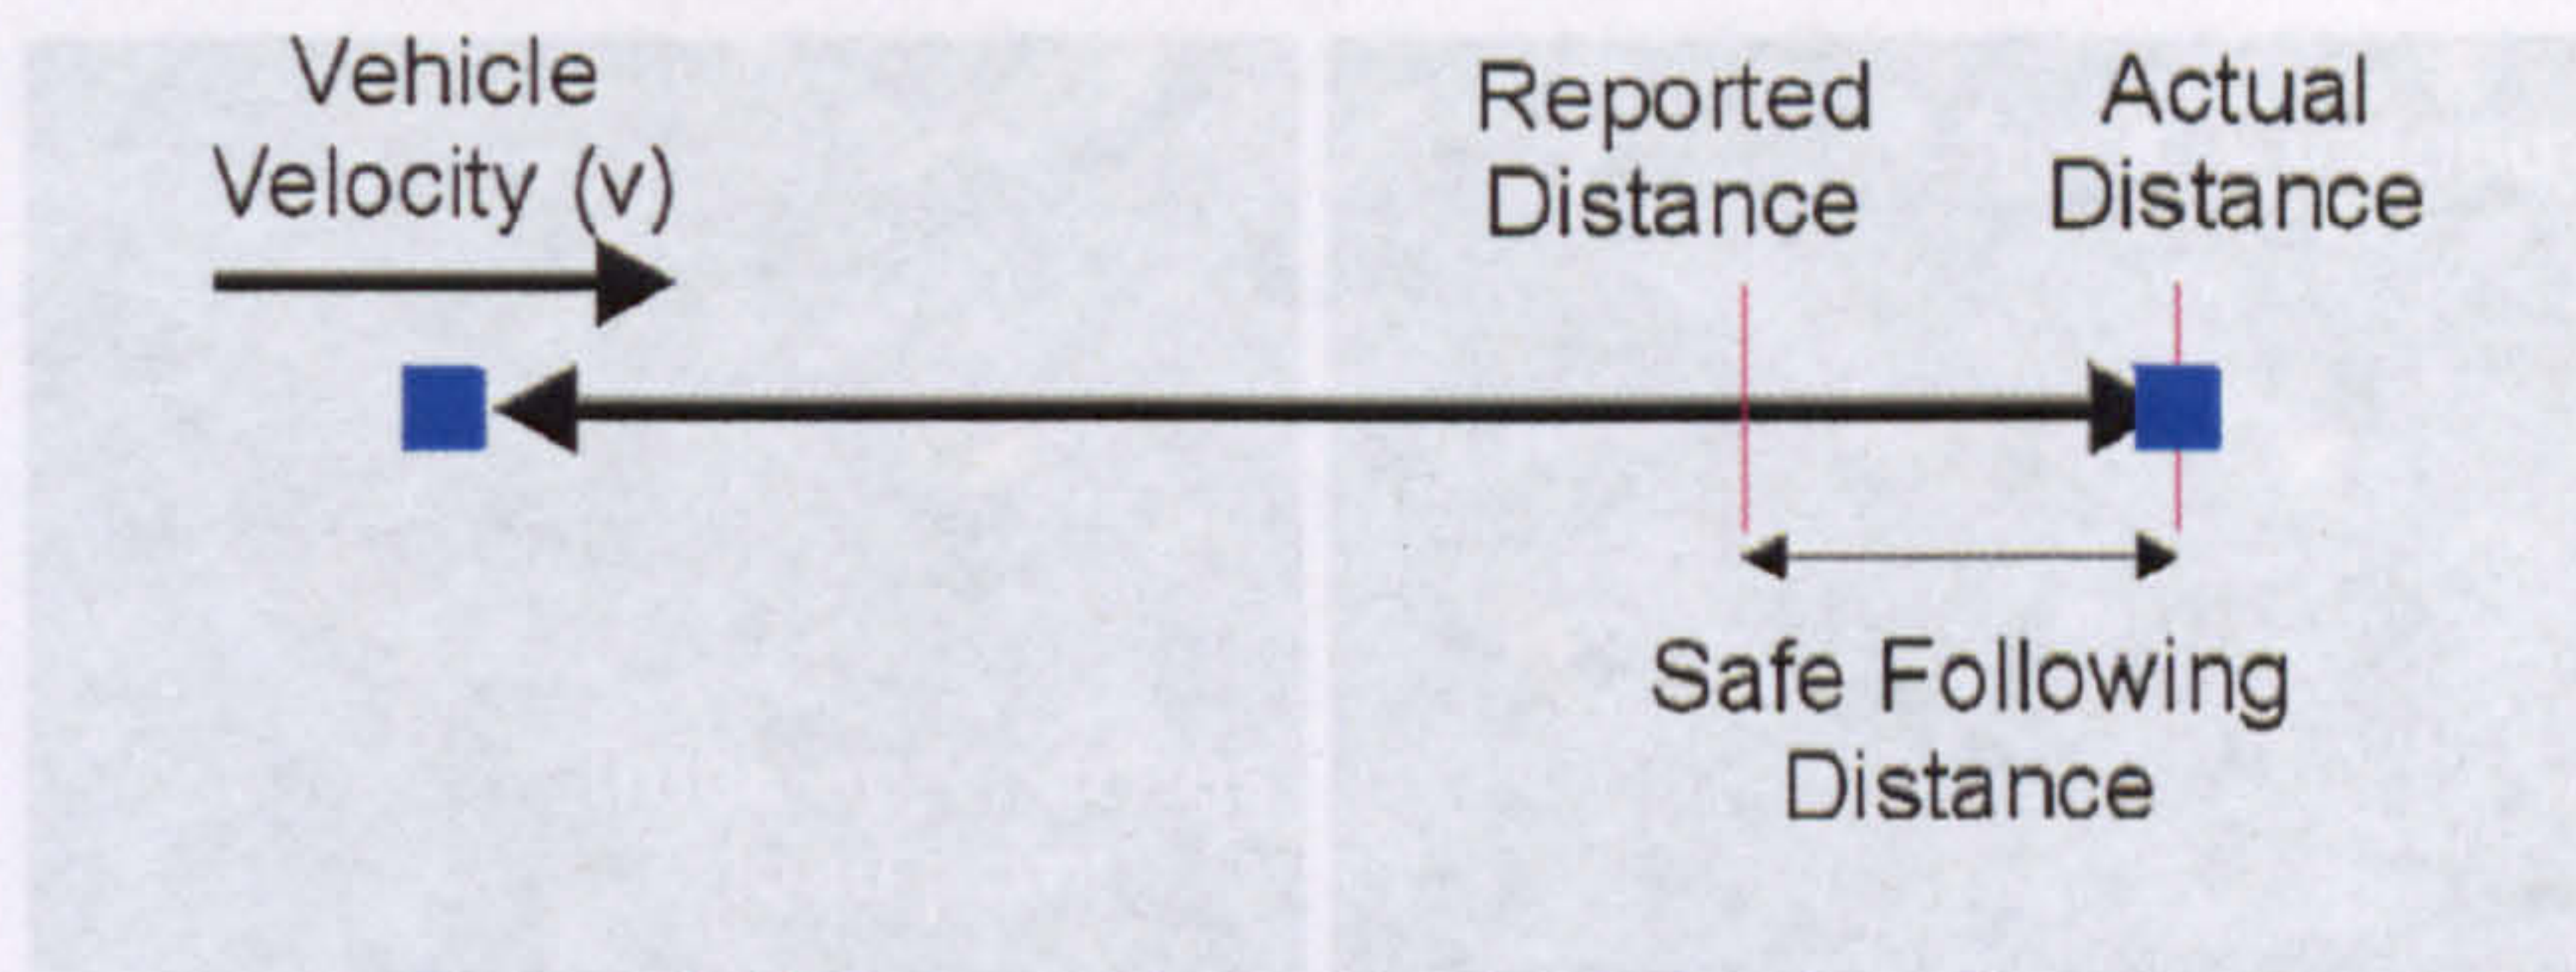 Vehicle
Velocity (v)
Reported
Distance
Actual
Distance
Safe Following
Distance